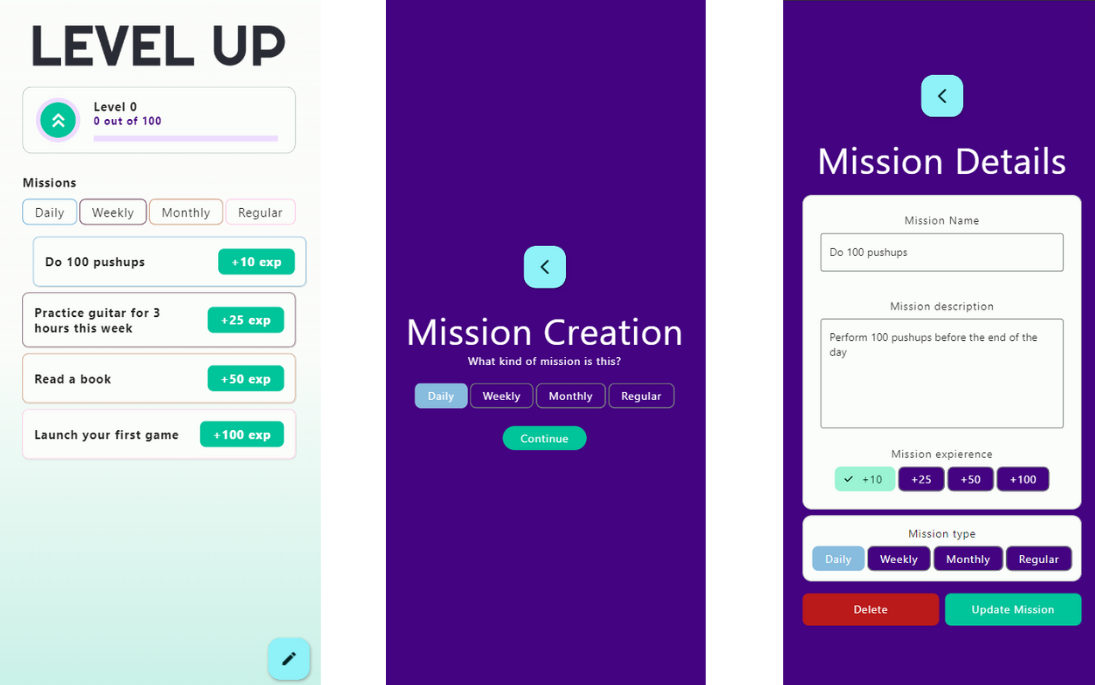 LEVEL UP
Level 0
0 out of 100
Missions
Daily Weekly Monthly Regular
Do 100 pushups +10 exp
Practice guitar for 3
hours this week +25 exp
Read a book +50 exp
Launch your first game +100 exp
Mission Creation
What kind of mission is this?
Daily Weekly Monthly Regular
Continue
Mission Details
Mission Name
Do 100 pushups
Mission description
Perform 100 pushups before the end of the
day
Mission expierence
+10 +25 +50 +100
Mission type
Daily Weekly Monthly Regular
Delete Update Mission